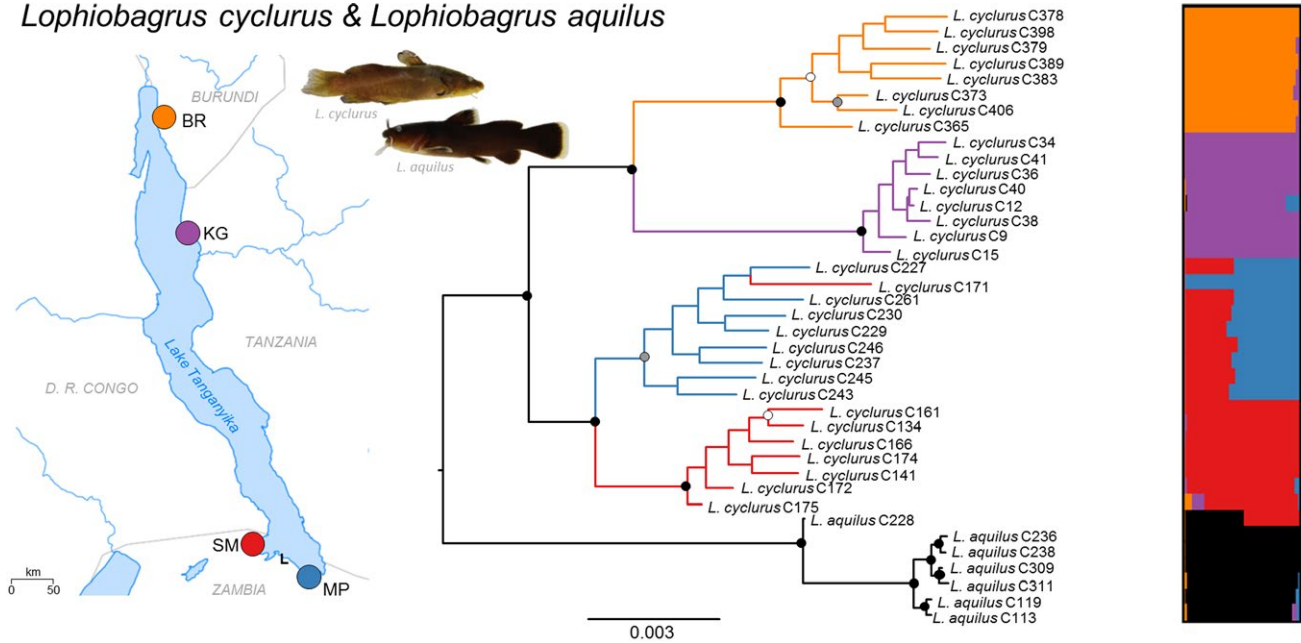 Lophiobagrus cyclurus & Lophiobagrus aquilus
BURUNDI
BR
L. cyclurus
L. aquilus
KG
Lake Tanganyika
TANZANIA
D. R. CONGO
SM
L
MP
ZAMBIA
km
0 50
L. cyclurus C378
L. cyclurus C398
L. cyclurus C379
L. cyclurus C389
L. cyclurus C383
L. cyclurus C373
L. cyclurus C406
L. cyclurus C365
L. cyclurus C34
L. cyclurus C41
L. cyclurus C36
L. cyclurus C40
L. cyclurus C12
L. cyclurus C38
L. cyclurus C9
L. cyclurus C15
L. cyclurus C227
L. cyclurus C171
L. cyclurus C261
L. cyclurus C230
L. cyclurus C229
L. cyclurus C246
L. cyclurus C237
L. cyclurus C245
L. cyclurus C243
L. cyclurus C161
L. cyclurus C134
L. cyclurus C166
L. cyclurus C174
L. cyclurus C141
L. cyclurus C172
L. cyclurus C175
L. aquilus C228
L. aquilus C236
L. aquilus C238
L. aquilus C309
L. aquilus C311
L. aquilus C119
L. aquilus C113
0.003